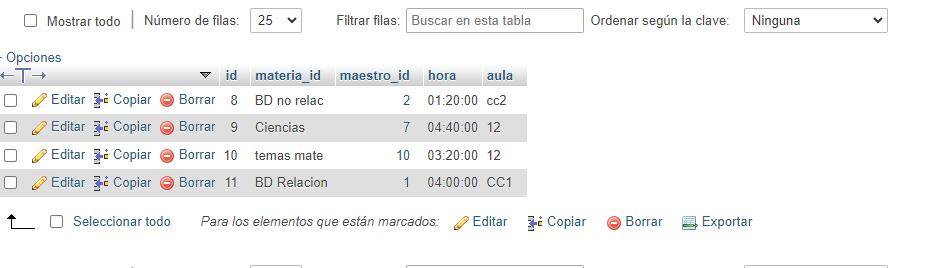 Mostrar todo Número de filas: 25 Filtrar filas: Buscar en esta tabla Ordenar según la clave: Ninguna
Opciones
←T→ id materia_id maestro_id hora aula
Editar Copiar Borrar 8 BD no relac 2 01:20:00 cc2
Editar Copiar Borrar 9 Ciencias 7 04:40:00 12
Editar Copiar Borrar 10 temas mate 10 03:20:00 12
Editar Copiar Borrar 11 BD Relacion 1 04:00:00 CC1
Seleccionar todo Para los elementos que están marcados: Editar Copiar Borrar Exportar